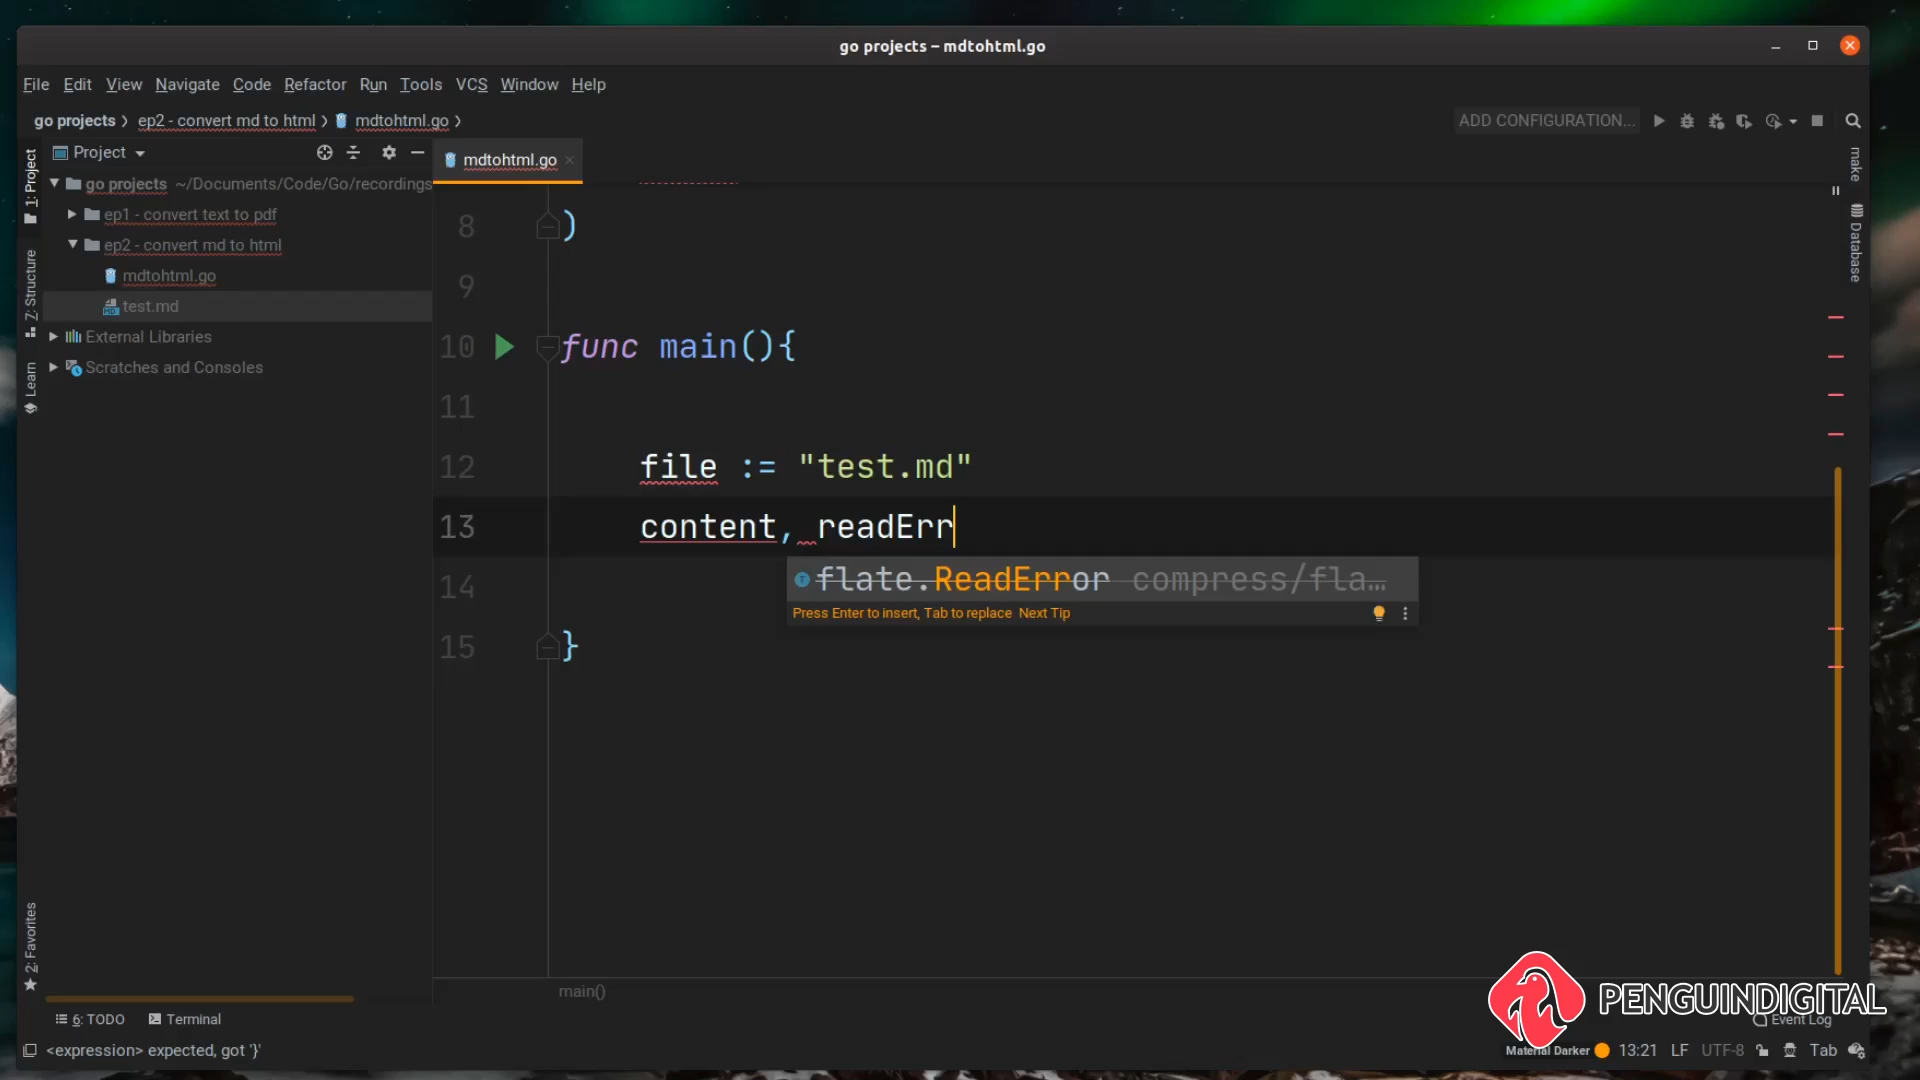 go projects – mdtohtml.go
File Edit View Navigate Code Refactor Run Tools VCS Window Help
go projects ep2 - convert md to html mdtohtml.go
ADD CONFIGURATION...
Project
mdtohtml.go
1: Project
make
go projects ~/Documents/Code/Go/recordings
ep1 - convert text to pdf
ep2 - convert md to html
mdtohtml.go
test.md
External Libraries
Scratches and Consoles
7: Structure
Learn
2: Favorites
Database
8 )
9
10 func main(){
11
12 file := "test.md"
13 content, readErr
flate.ReadError compress/fla...
Press Enter to insert, Tab to replace Next Tip
14
15 }
main()
PENGUINDIGITAL
6: TODO Terminal
Event Log
<expression> expected, got '}'
Material Darker 13:21 LF UTF-8 Tab